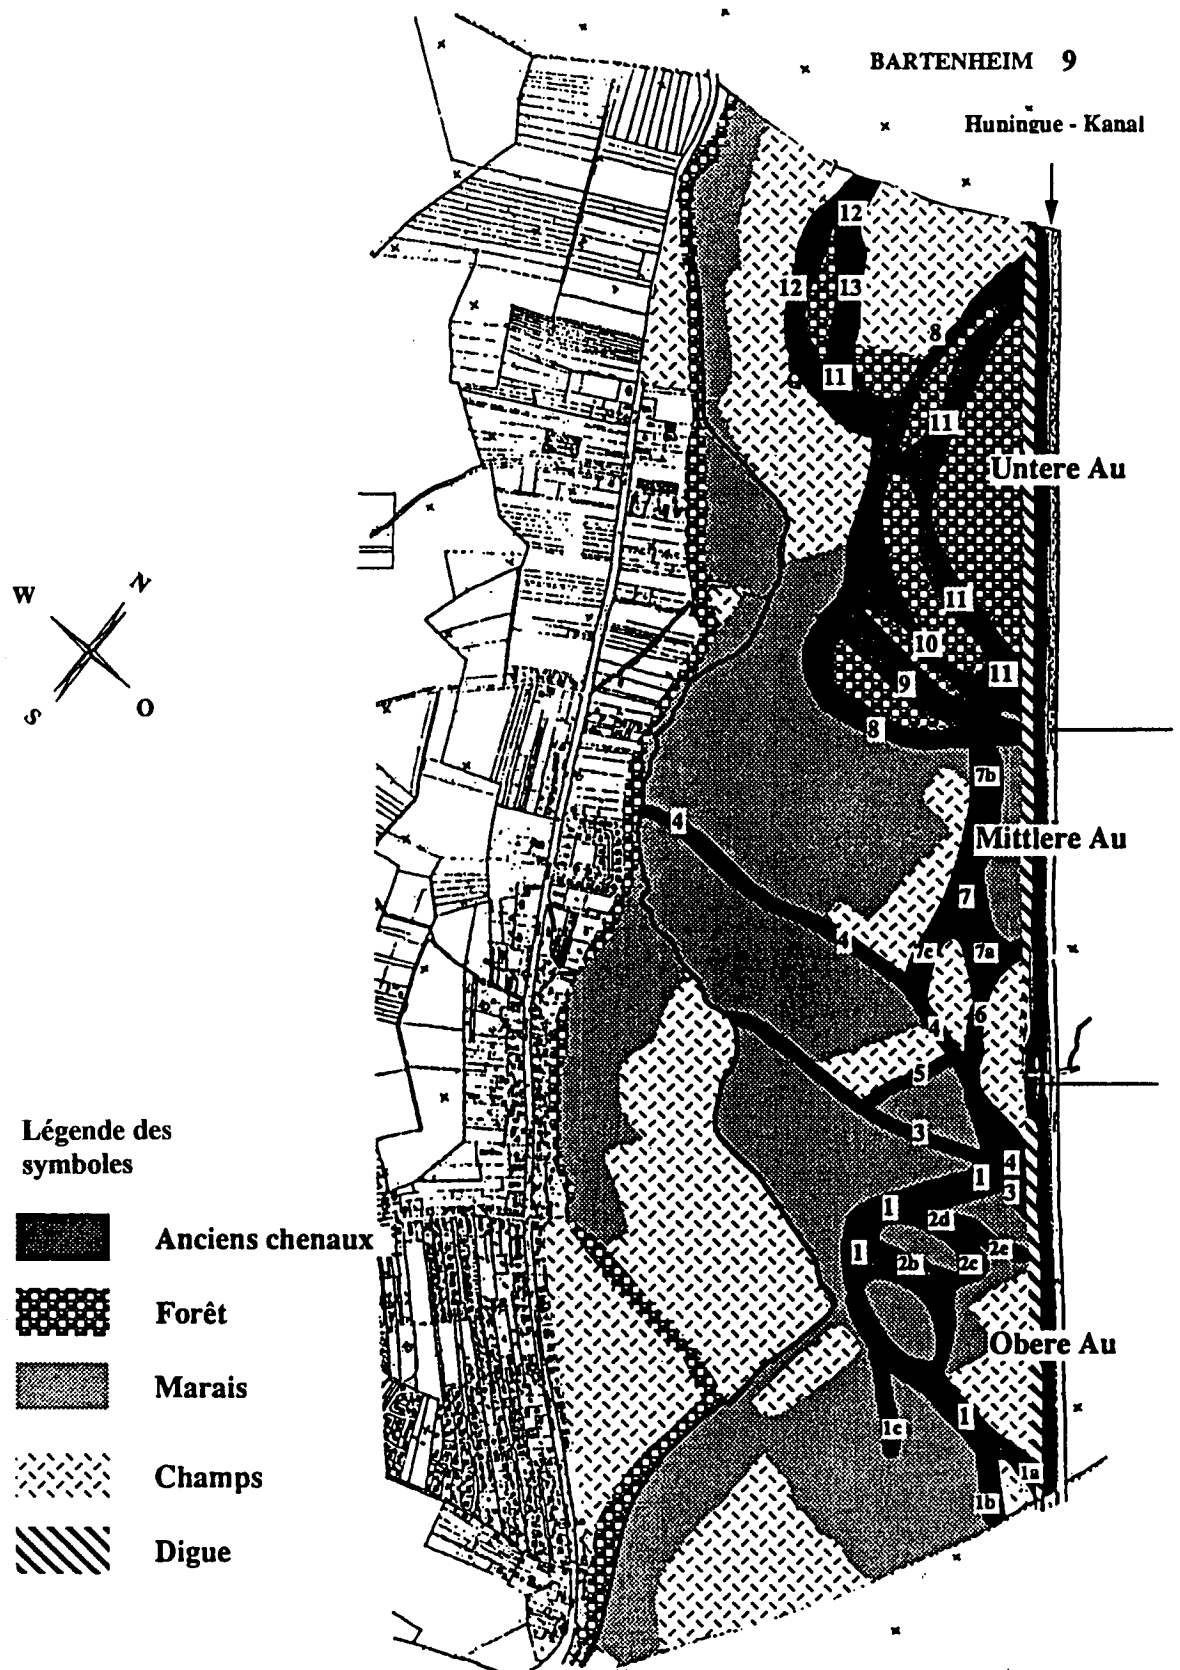 BARTENHEIM 9
Huningue - Kanal
12
12
13
8
11
11
Untere Au
11
10
11
9
8
7b
4
Mittlere Au
7
4
7c
7a
6
4
5
3
4
1
3
1
2d
1
2b
2c
2e
Obere Au
1
1c
1a
1b
W
N
S
O
Légende des
symboles
Anciens chenaux
Forêt
Marais
Champs
Digue